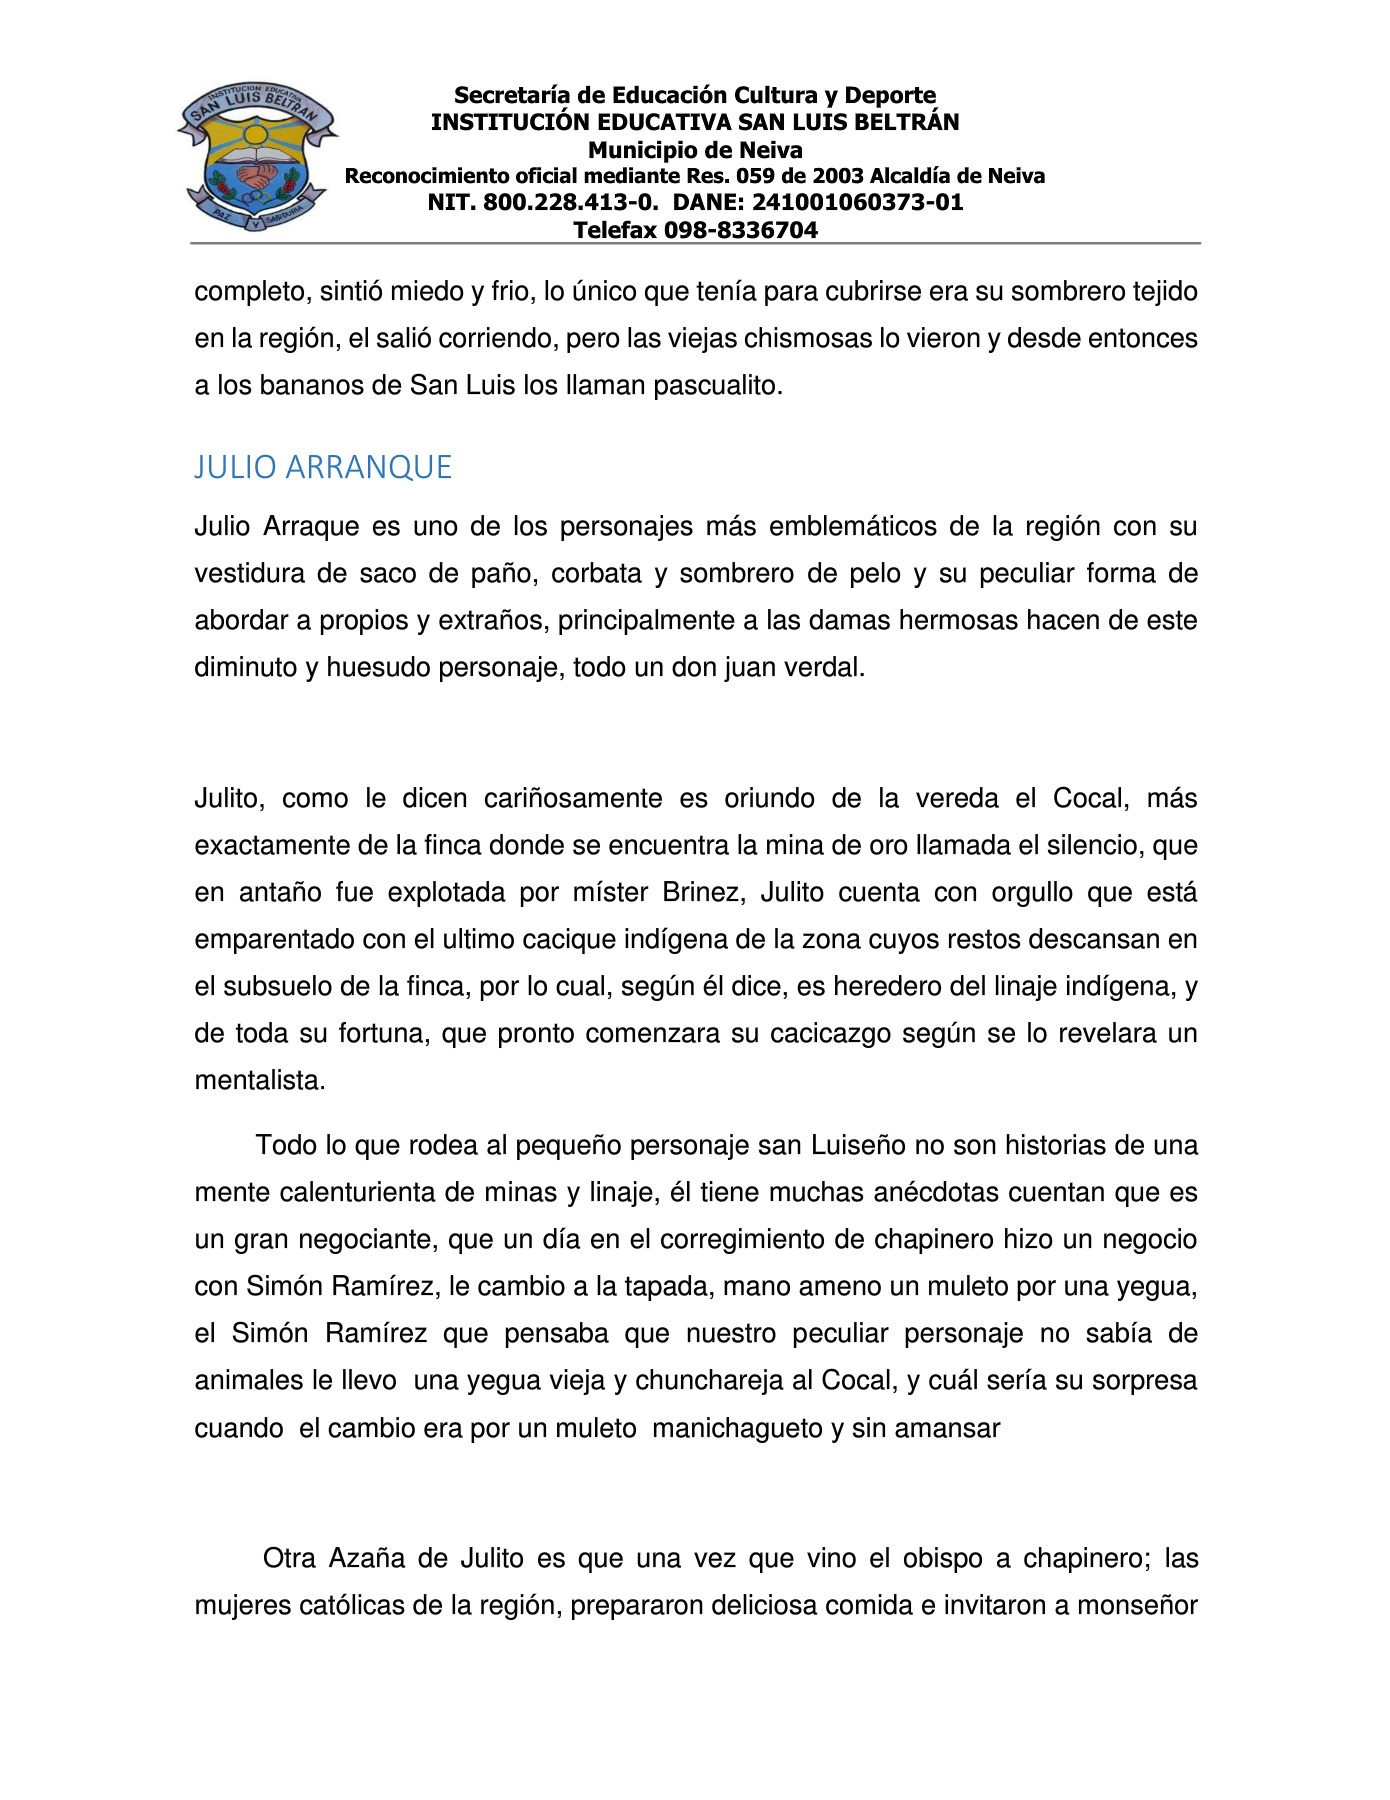 INSTITUCION EDUCATIVA
SAN LUIS BELTRAN
PAZ Y SABIDURIA
Secretaría de Educación Cultura y Deporte
INSTITUCIÓN EDUCATIVA SAN LUIS BELTRÁN
Municipio de Neiva
Reconocimiento oficial mediante Res. 059 de 2003 Alcaldía de Neiva
NIT. 800.228.413-0.  DANE: 241001060373-01
Telefax 098-8336704
completo, sintió miedo y frio, lo único que tenía para cubrirse era su sombrero tejido
en la región, el salió corriendo, pero las viejas chismosas lo vieron y desde entonces
a los bananos de San Luis los llaman pascualito.
JULIO ARRANQUE
Julio Arraque es uno de los personajes más emblemáticos de la región con su
vestidura de saco de paño, corbata y sombrero de pelo y su peculiar forma de
abordar a propios y extraños, principalmente a las damas hermosas hacen de este
diminuto y huesudo personaje, todo un don juan verdal.
Julito, como le dicen cariñosamente es oriundo de la vereda el Cocal, más
exactamente de la finca donde se encuentra la mina de oro llamada el silencio, que
en antaño fue explotada por míster Brinez, Julito cuenta con orgullo que está
emparentado con el ultimo cacique indígena de la zona cuyos restos descansan en
el subsuelo de la finca, por lo cual, según él dice, es heredero del linaje indígena, y
de toda su fortuna, que pronto comenzara su cacicazgo según se lo revelara un
mentalista.
Todo lo que rodea al pequeño personaje san Luiseño no son historias de una
mente calenturienta de minas y linaje, él tiene muchas anécdotas cuentan que es
un gran negociante, que un día en el corregimiento de chapinero hizo un negocio
con Simón Ramírez, le cambio a la tapada, mano ameno un muleto por una yegua,
el Simón Ramírez que pensaba que nuestro peculiar personaje no sabía de
animales le llevo  una yegua vieja y chunchareja al Cocal, y cuál sería su sorpresa
cuando  el cambio era por un muleto  manichagueto y sin amansar
Otra Azaña de Julito es que una vez que vino el obispo a chapinero; las
mujeres católicas de la región, prepararon deliciosa comida e invitaron a monseñor